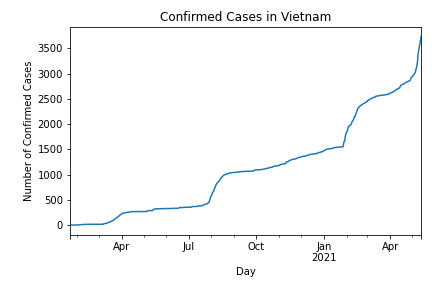 Confirmed Cases in Vietnam
Number of Confirmed Cases
3500
3000
2500
2000
1500
1000
500
0
Apr Jul Oct Jan Apr
2021
Day